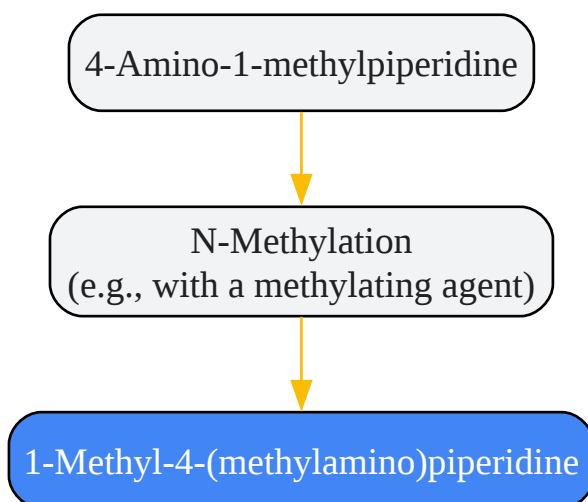 4-Amino-1-methylpiperidine
N-Methylation
(e.g., with a methylating agent)
1-Methyl-4-(methylamino)piperidine